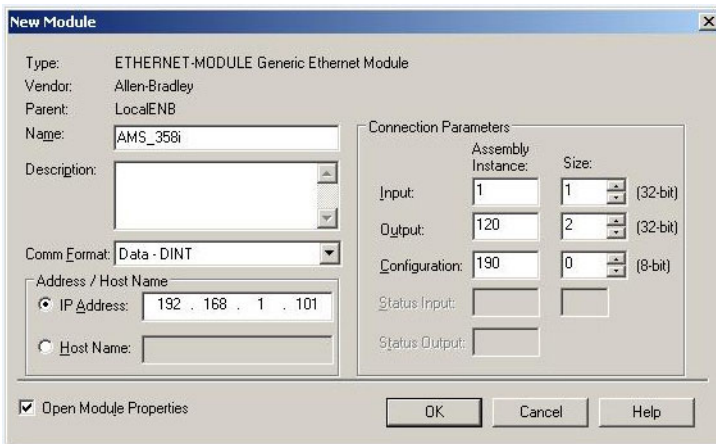 New Module
Type: ETHERNET-MODULE Generic Ethernet Module
Vendor: Allen-Bradley
Parent: LocalENB
Name: AMS_358i
Description:
Comm Format: Data - DINT
Address / Host Name
IP Address: 192 . 168 . 1 . 101
Host Name:
Connection Parameters
Assembly Instance: Size:
Input: 1 1 (32-bit)
Output: 120 2 (32-bit)
Configuration: 190 0 (8-bit)
Status Input:
Status Output:
Open Module Properties
OK Cancel Help